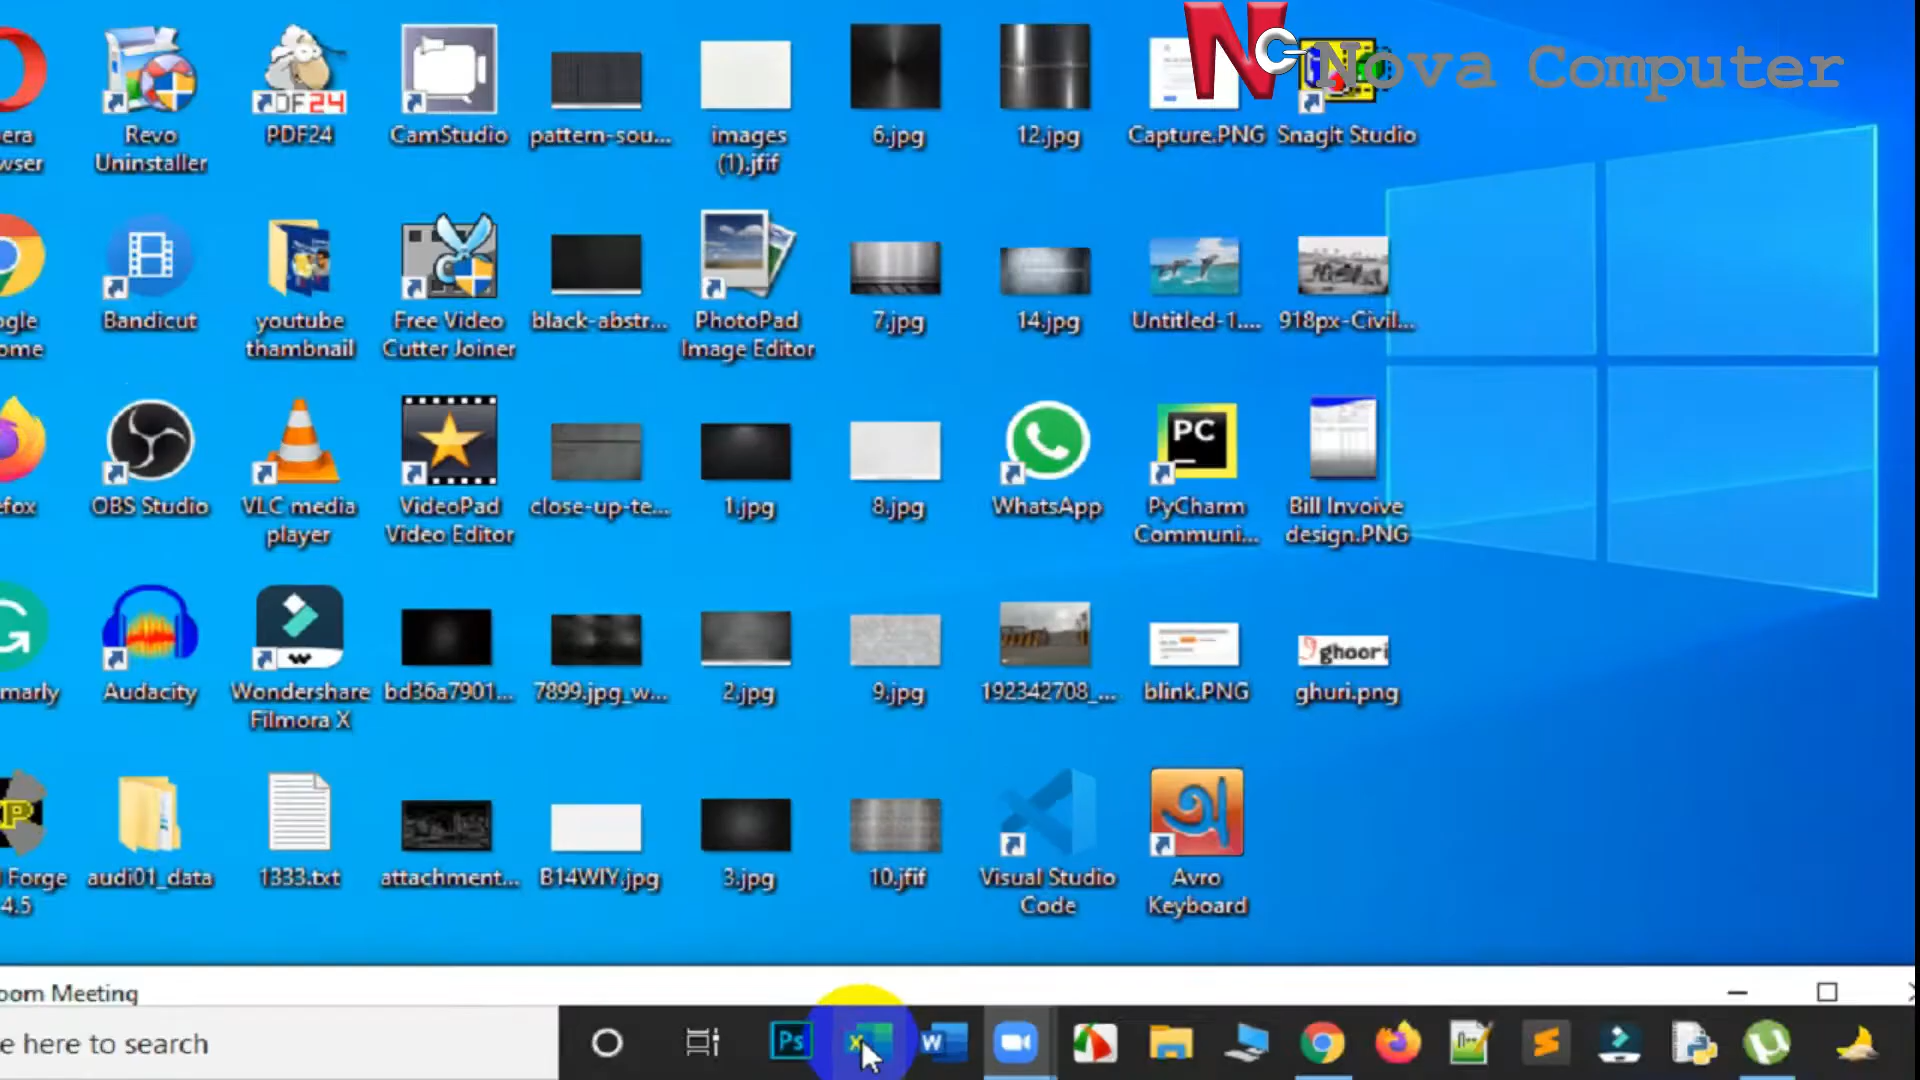 NC Nova Computer
era
wser
Revo
Uninstaller
PDF24
CamStudio
pattern-sou...
images
(1).jfif
6.jpg
12.jpg
Capture.PNG
SnagIt Studio
ogle
ome
Bandicut
youtube
thambnail
Free Video
Cutter Joiner
black-abstr...
PhotoPad
Image Editor
7.jpg
14.jpg
Untitled-1....
918px-Civil...
efox
OBS Studio
VLC media
player
VideoPad
Video Editor
close-up-te...
1.jpg
8.jpg
WhatsApp
PC
PyCharm
Communi...
Bill Invoive
design.PNG
marly
Audacity
Wondershare
Filmora X
bd36a7901...
7899.jpg_w...
2.jpg
9.jpg
192342708_...
blink.PNG
ghoori
ghuri.png
Forge
4.5
audi01_data
1333.txt
attachment...
B14WIY.jpg
3.jpg
10.jfif
Visual Studio
Code
অ
Avro
Keyboard
oom Meeting
e here to search
Ps
X
W